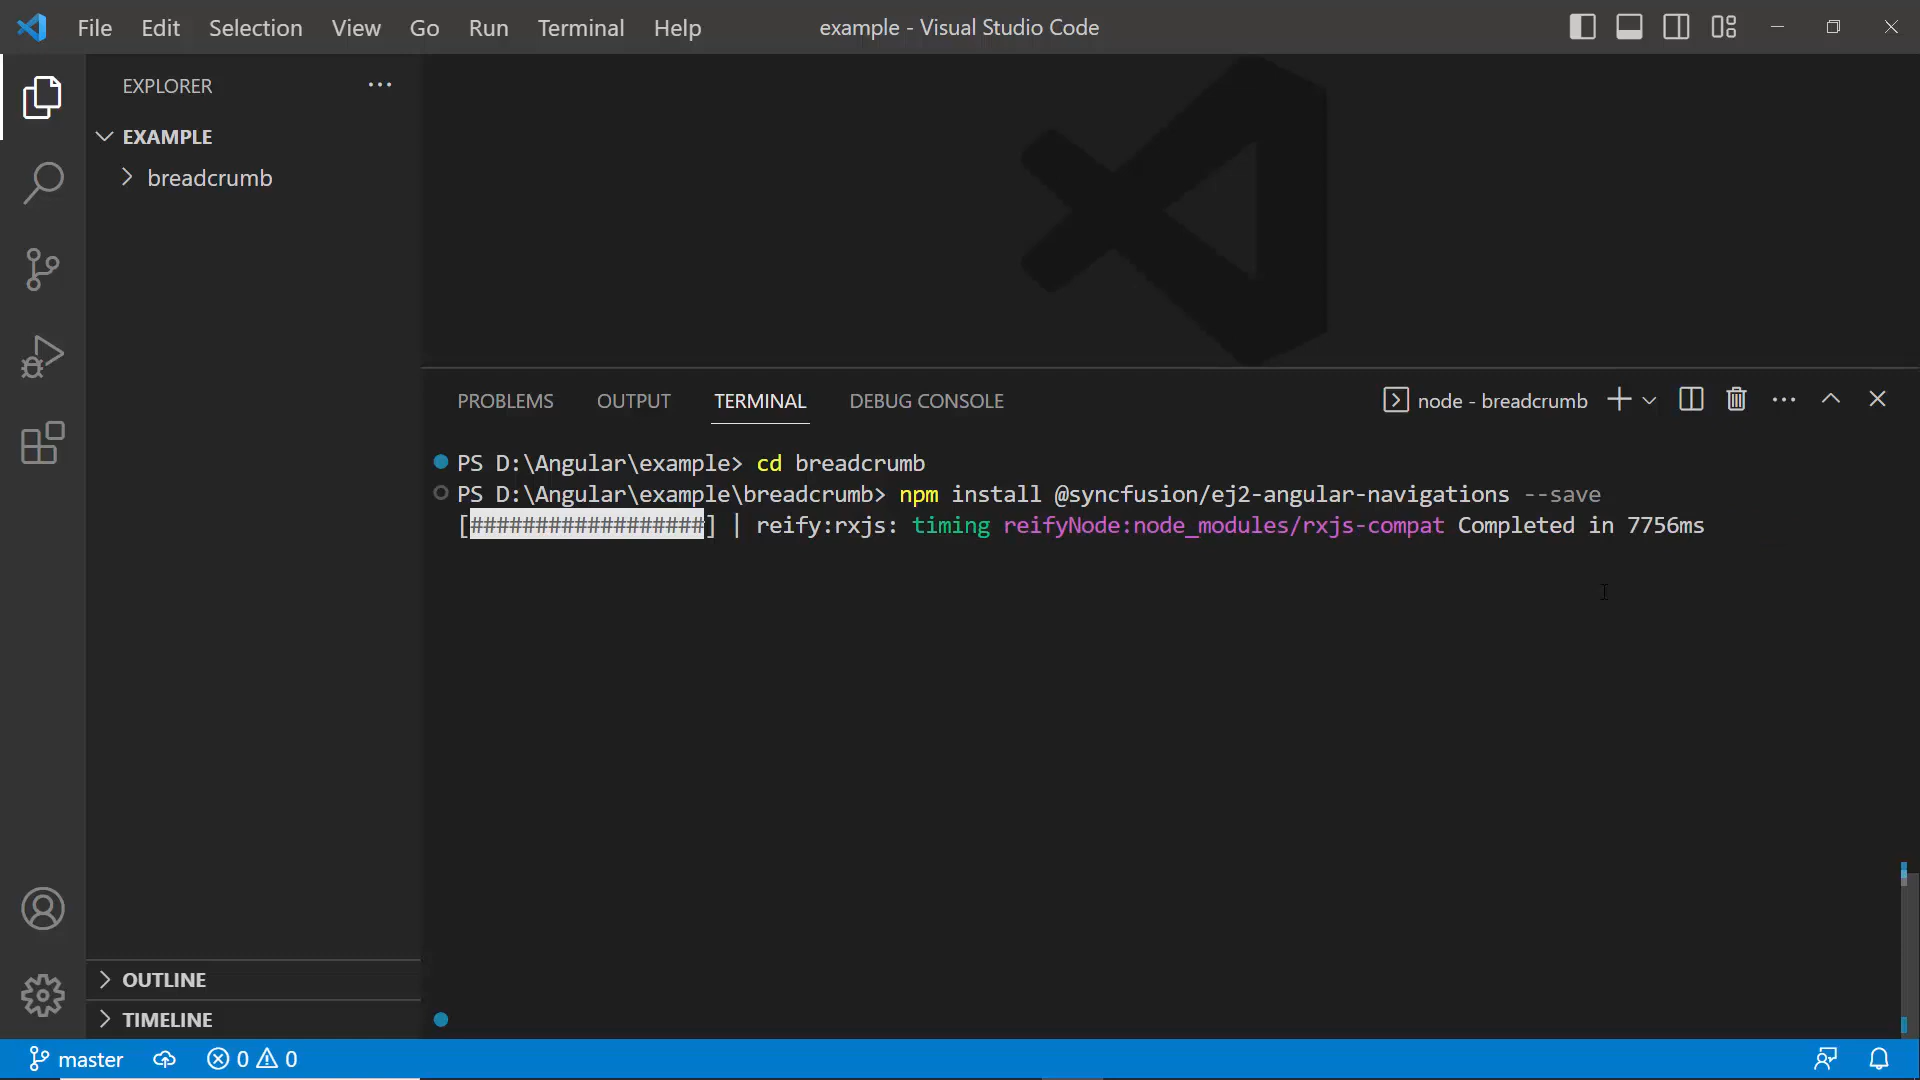 File Edit Selection View Go Run Terminal Help example - Visual Studio Code
EXPLORER
EXAMPLE
breadcrumb
PROBLEMS OUTPUT TERMINAL DEBUG CONSOLE node - breadcrumb
PS D:\Angular\example> cd breadcrumb
PS D:\Angular\example\breadcrumb> npm install @syncfusion/ej2-angular-navigations --save
[##################] | reify:rxjs: timing reifyNode:node_modules/rxjs-compat Completed in 7756ms
OUTLINE
TIMELINE
master 0 0